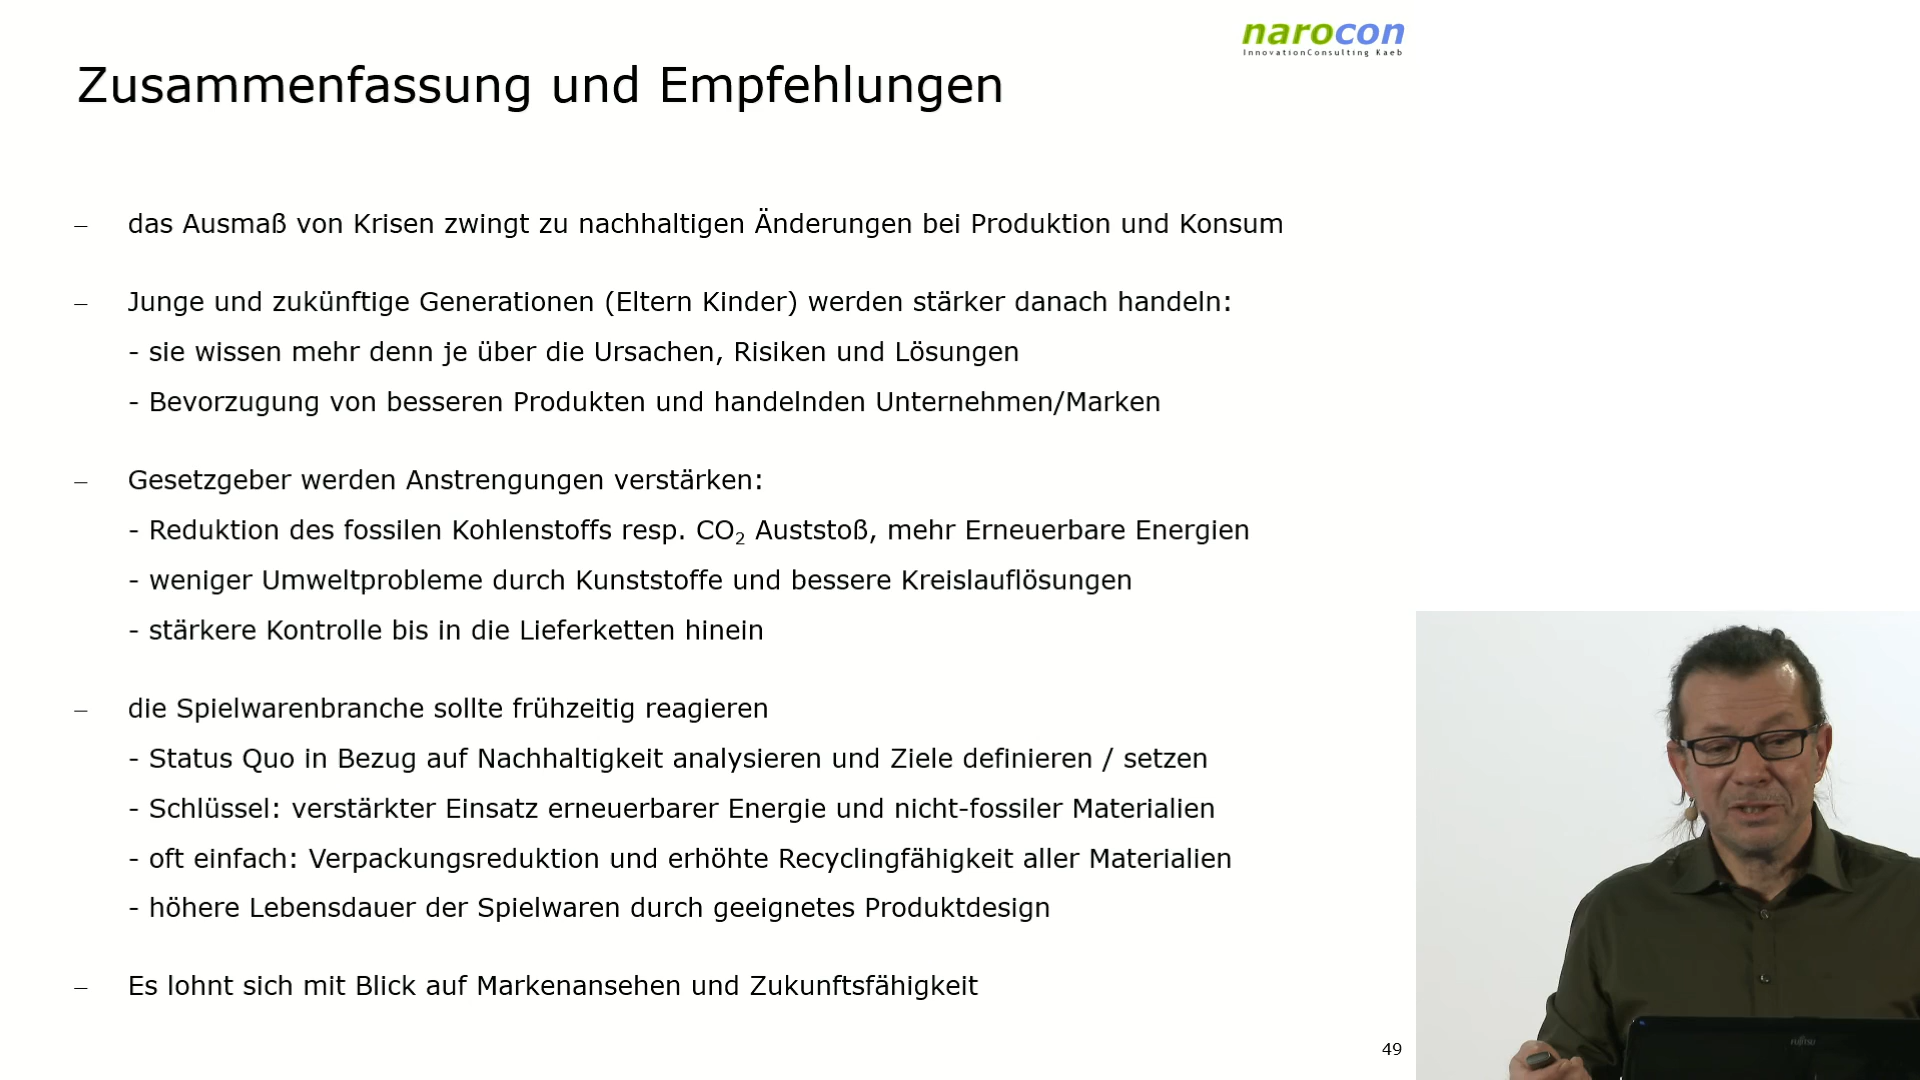 narocon
InnovationConsulting Kaeb
Zusammenfassung und Empfehlungen
– das Ausmaß von Krisen zwingt zu nachhaltigen Änderungen bei Produktion und Konsum
– Junge und zukünftige Generationen (Eltern Kinder) werden stärker danach handeln:
- sie wissen mehr denn je über die Ursachen, Risiken und Lösungen
- Bevorzugung von besseren Produkten und handelnden Unternehmen/Marken
– Gesetzgeber werden Anstrengungen verstärken:
- Reduktion des fossilen Kohlenstoffs resp. CO₂ Auststoß, mehr Erneuerbare Energien
- weniger Umweltprobleme durch Kunststoffe und bessere Kreislauflösungen
- stärkere Kontrolle bis in die Lieferketten hinein
– die Spielwarenbranche sollte frühzeitig reagieren
- Status Quo in Bezug auf Nachhaltigkeit analysieren und Ziele definieren / setzen
- Schlüssel: verstärkter Einsatz erneuerbarer Energie und nicht-fossiler Materialien
- oft einfach: Verpackungsreduktion und erhöhte Recyclingfähigkeit aller Materialien
- höhere Lebensdauer der Spielwaren durch geeignetes Produktdesign
– Es lohnt sich mit Blick auf Markenansehen und Zukunftsfähigkeit
49
FUJITSU